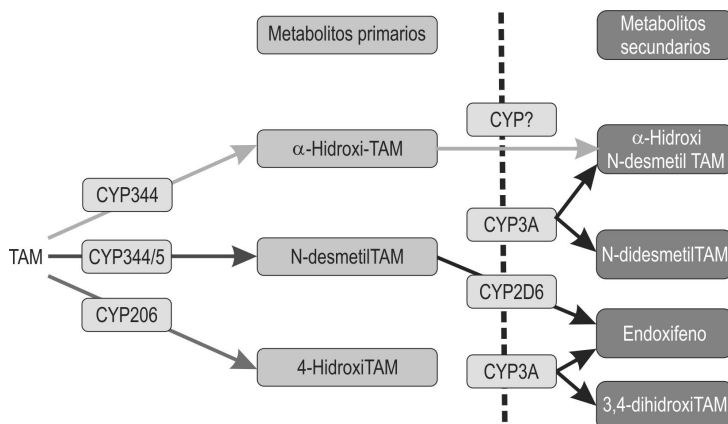 Metabolitos primarios
Metabolitos
secundarios
CYP?
α-Hidroxi-TAM
α-Hidroxi
N-desmetil TAM
CYP344
CYP3A
TAM
CYP344/5
N-desmetilTAM
N-didesmetilTAM
CYP2D6
CYP206
Endoxifeno
4-HidroxiTAM
CYP3A
3,4-dihidroxiTAM